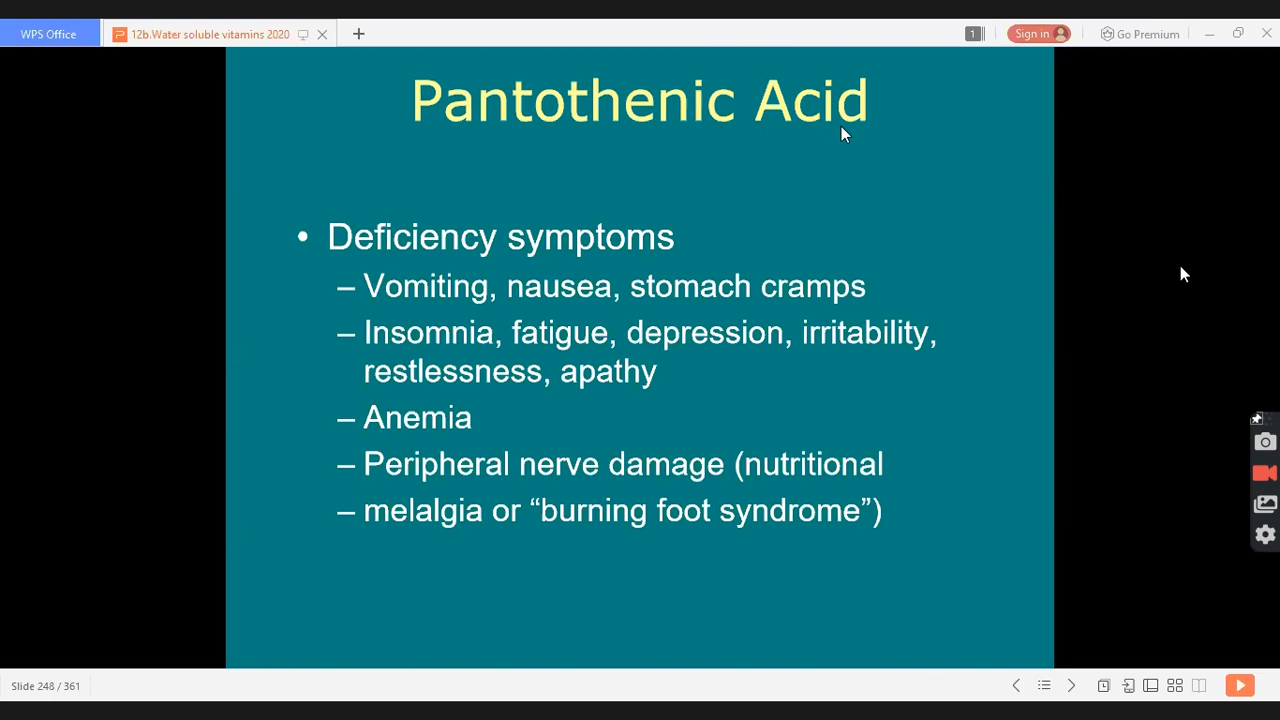 WPS Office
12b.Water soluble vitamins 2020
1
Sign in
Go Premium
Pantothenic Acid
• Deficiency symptoms
– Vomiting, nausea, stomach cramps
– Insomnia, fatigue, depression, irritability,
restlessness, apathy
– Anemia
– Peripheral nerve damage (nutritional
– melalgia or “burning foot syndrome”)
Slide 248 / 361